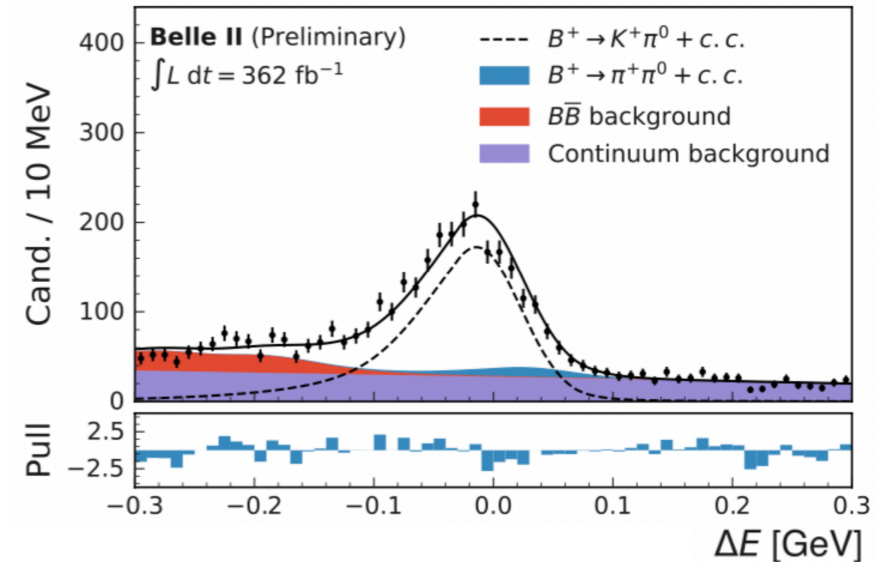 Belle II (Preliminary)
∫L dt = 362 fb⁻¹
B⁺ → K⁺π⁰ + c. c.
B⁺ → π⁺π⁰ + c. c.
BB̅ background
Continuum background
Cand. / 10 MeV
400
300
200
100
0
Pull
2.5
−2.5
−0.3 −0.2 −0.1 0.0 0.1 0.2 0.3
ΔE [GeV]